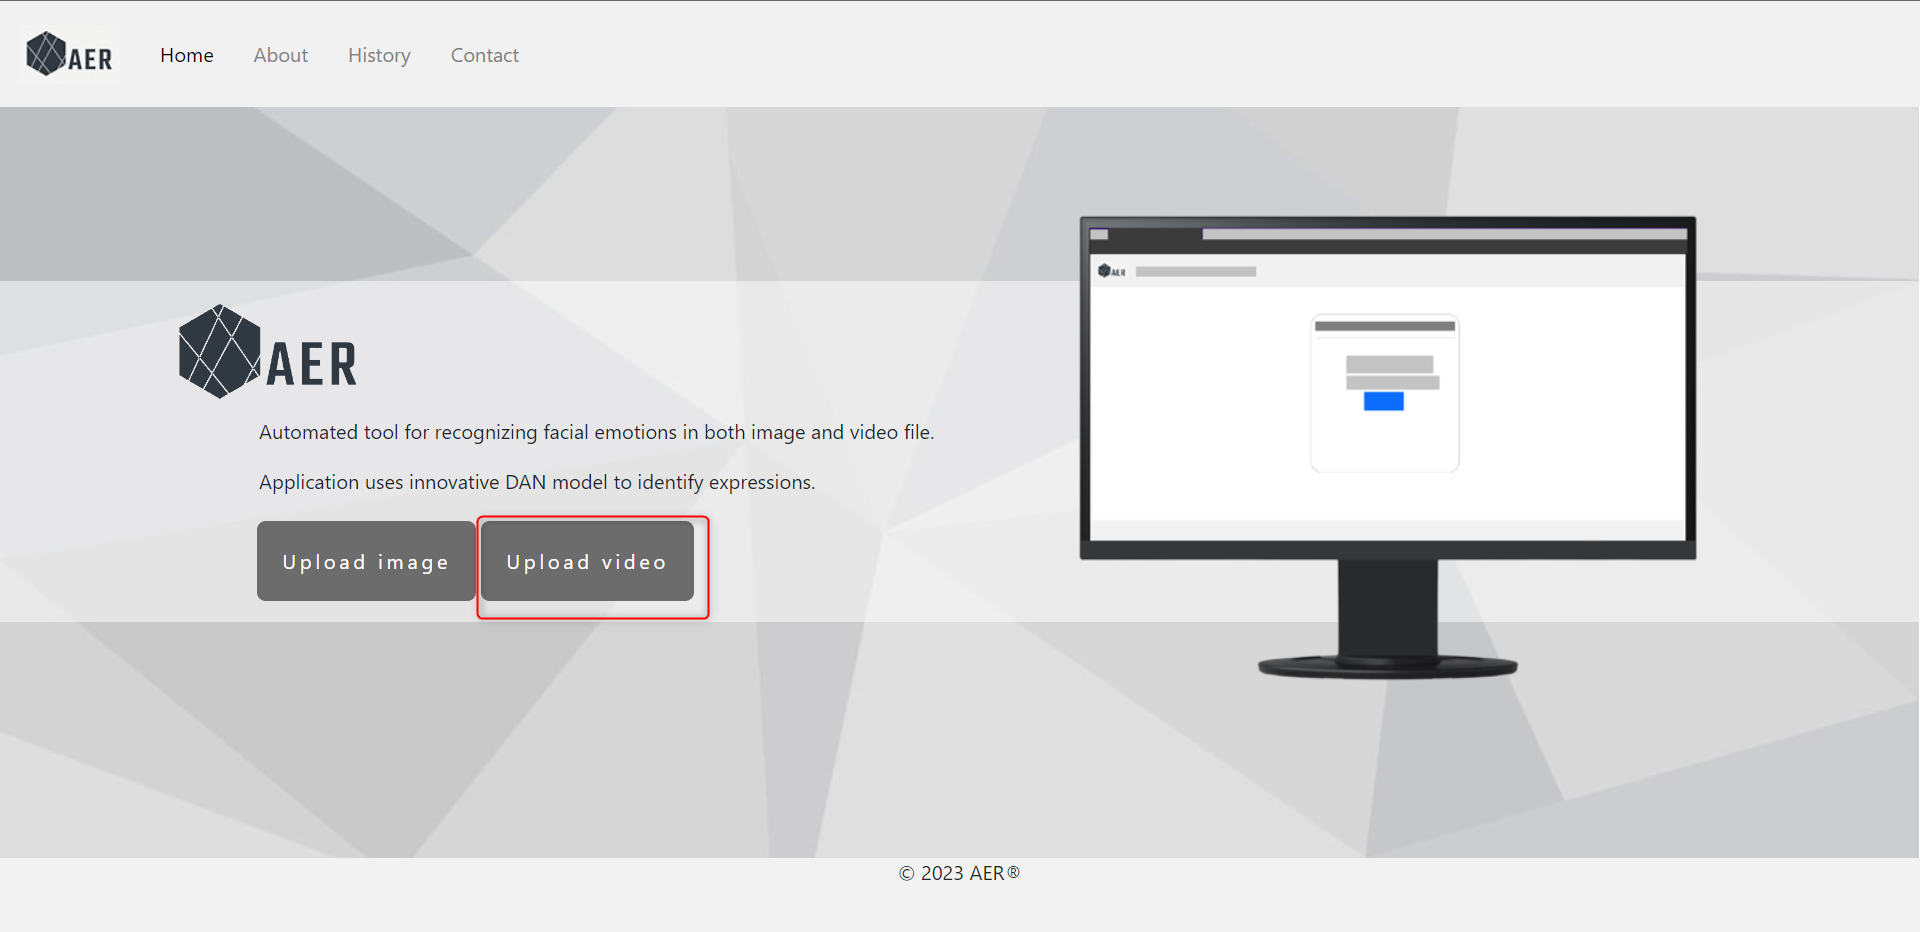 AER
Home
About
History
Contact
AER
AER
Automated tool for recognizing facial emotions in both image and video file.
Application uses innovative DAN model to identify expressions.
Upload image
Upload video
© 2023 AER®